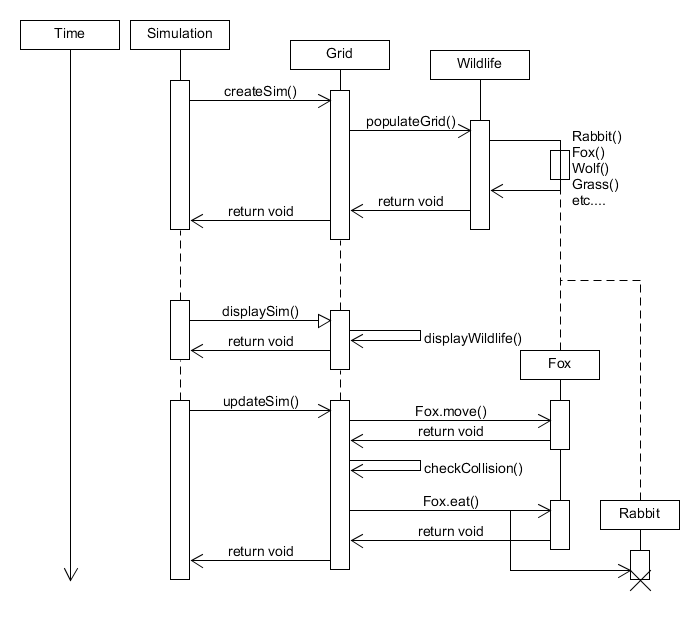 Time
Simulation
Grid
Wildlife
createSim()
populateGrid()
Rabbit()
Fox()
Wolf()
Grass()
etc....
return void
return void
displaySim()
displayWildlife()
return void
Fox
updateSim()
Fox.move()
return void
checkCollision()
Fox.eat()
Rabbit
return void
return void